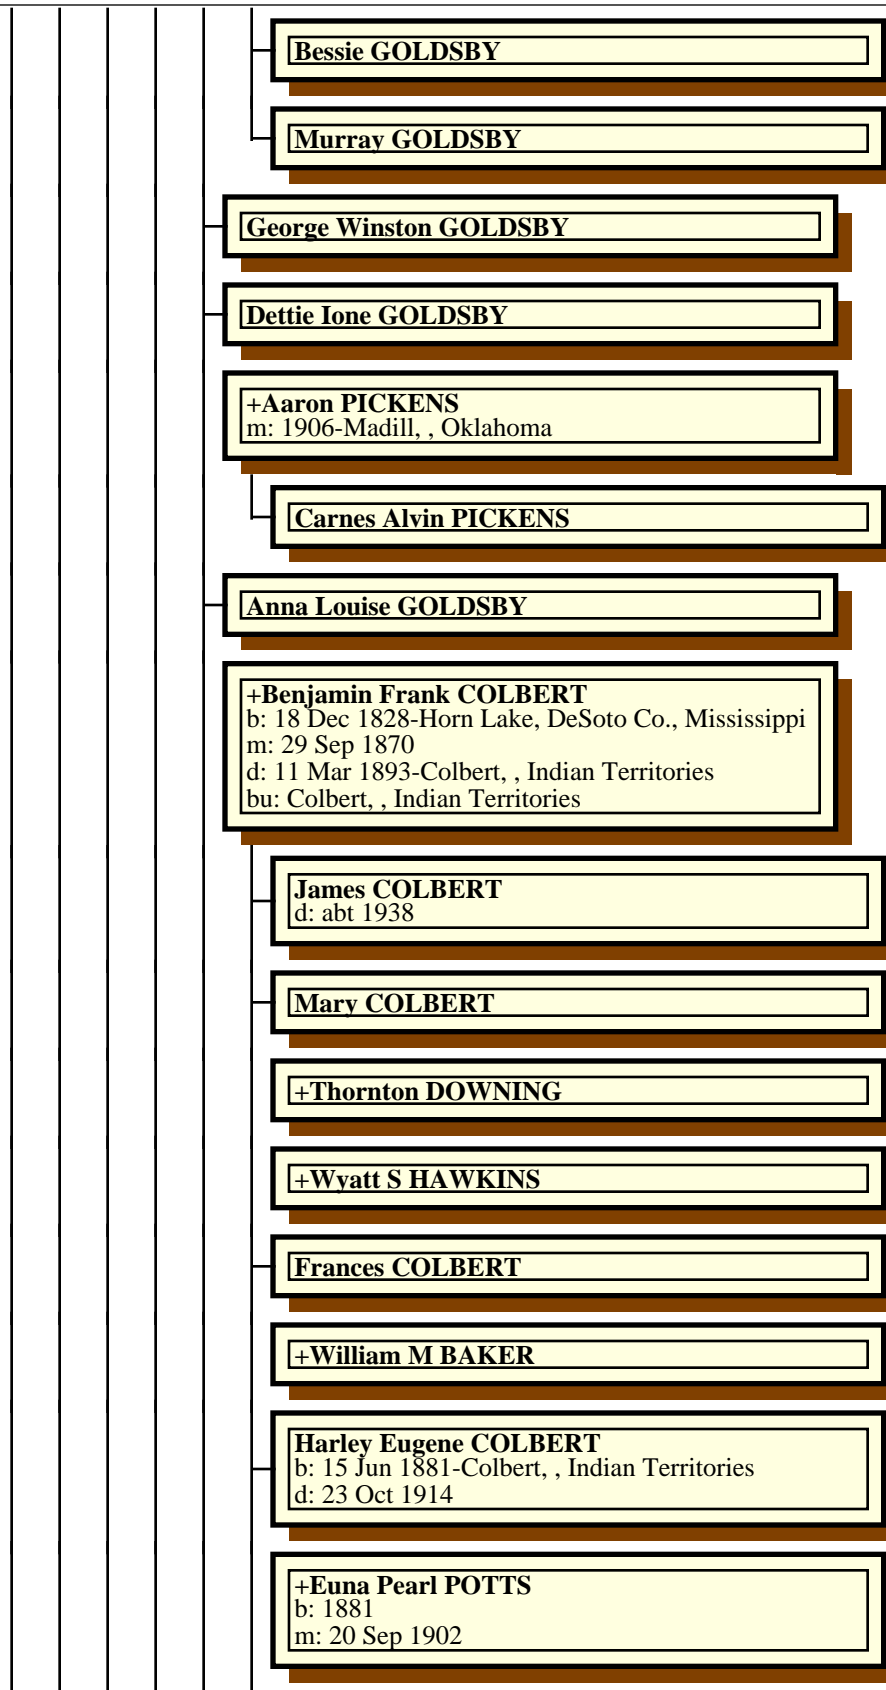 Bessie GOLDSBY
Murray GOLDSBY
George Winston GOLDSBY
Dettie Ione GOLDSBY
+Aaron PICKENS
m: 1906-Madill, , Oklahoma
Carnes Alvin PICKENS
Anna Louise GOLDSBY
+Benjamin Frank COLBERT
b: 18 Dec 1828-Horn Lake, DeSoto Co., Mississippi
m: 29 Sep 1870
d: 11 Mar 1893-Colbert, , Indian Territories
bu: Colbert, , Indian Territories
James COLBERT
d: abt 1938
Mary COLBERT
+Thornton DOWNING
+Wyatt S HAWKINS
Frances COLBERT
+William M BAKER
Harley Eugene COLBERT
b: 15 Jun 1881-Colbert, , Indian Territories
d: 23 Oct 1914
+Euna Pearl POTTS
b: 1881
m: 20 Sep 1902